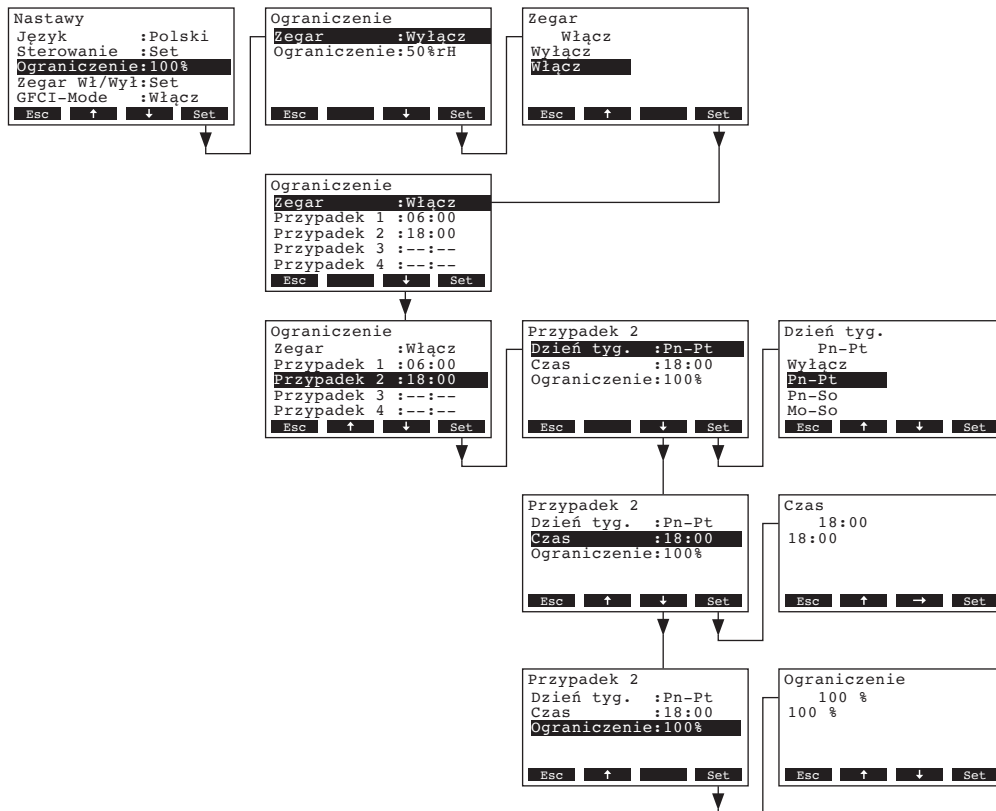 Nastawy
Język :Polski
Sterowanie :Set
Ograniczenie:100%
Zegar Wł/Wył:Set
GFCI-Mode :Włącz
Esc ↑ ↓ Set
Ograniczenie
Zegar :Wyłącz
Ograniczenie:50%rH
Esc ↓ Set
Zegar
Włącz
Wyłącz
Włącz
Esc ↑ Set
Ograniczenie
Zegar :Włącz
Przypadek 1 :06:00
Przypadek 2 :18:00
Przypadek 3 :--:--
Przypadek 4 :--:--
Esc ↓ Set
Ograniczenie
Zegar :Włącz
Przypadek 1 :06:00
Przypadek 2 :18:00
Przypadek 3 :--:--
Przypadek 4 :--:--
Esc ↑ ↓ Set
Przypadek 2
Dzień tyg. :Pn-Pt
Czas :18:00
Ograniczenie:100%
Esc ↓ Set
Dzień tyg.
Pn-Pt
Wyłącz
Pn-Pt
Pn-So
Mo-So
Esc ↑ ↓ Set
Przypadek 2
Dzień tyg. :Pn-Pt
Czas :18:00
Ograniczenie:100%
Esc ↑ ↓ Set
Czas
18:00
18:00
Esc ↑ → Set
Przypadek 2
Dzień tyg. :Pn-Pt
Czas :18:00
Ograniczenie:100%
Esc ↑ Set
Ograniczenie
100 %
100 %
Esc ↑ ↓ Set